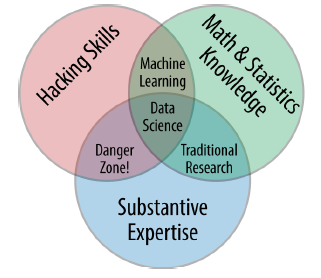 Hacking Skills
Math & Statistics
Knowledge
Machine
Learning
Data
Science
Danger
Zone!
Traditional
Research
Substantive
Expertise